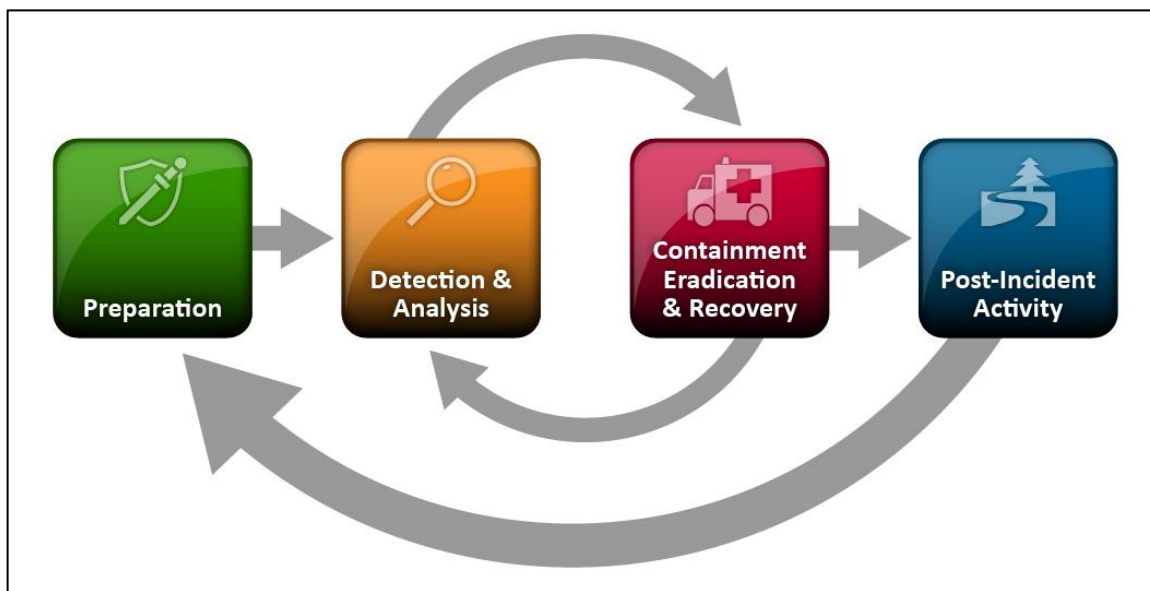 Preparation
Detection &
Analysis
Containment
Eradication
& Recovery
Post-Incident
Activity